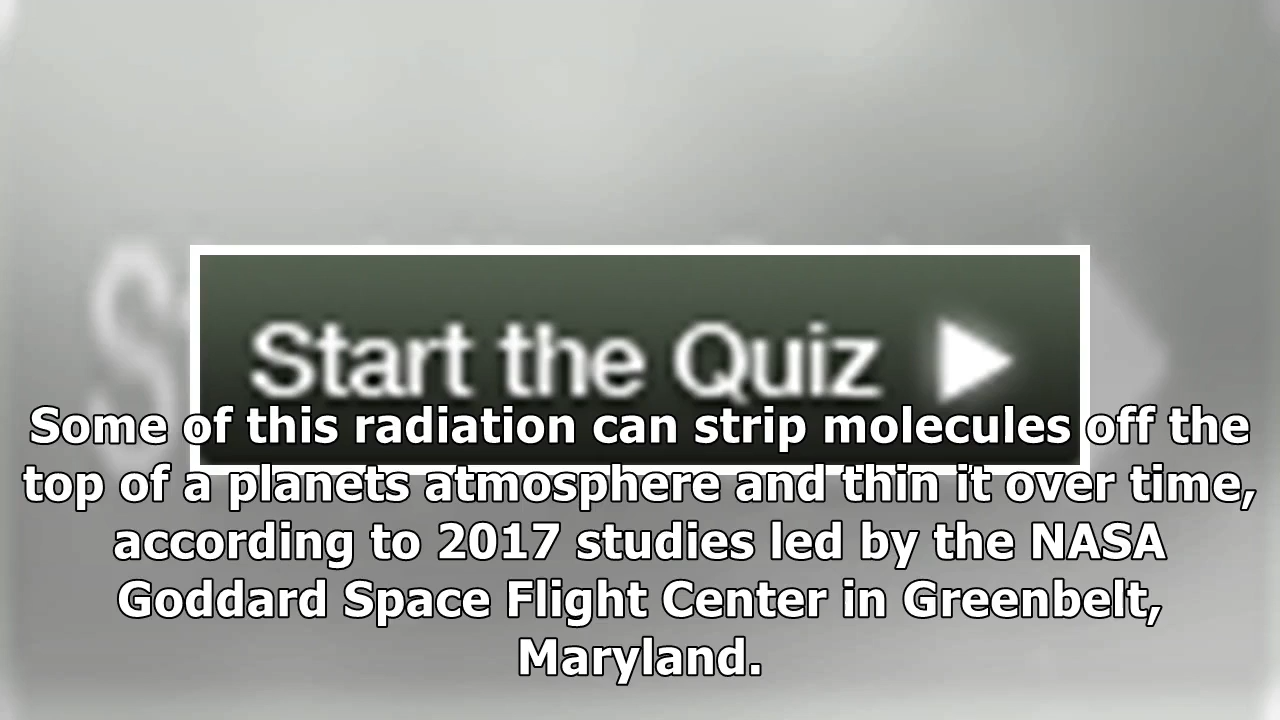 Start the Quiz
Some of this radiation can strip molecules off the
top of a planets atmosphere and thin it over time,
according to 2017 studies led by the NASA
Goddard Space Flight Center in Greenbelt,
Maryland.